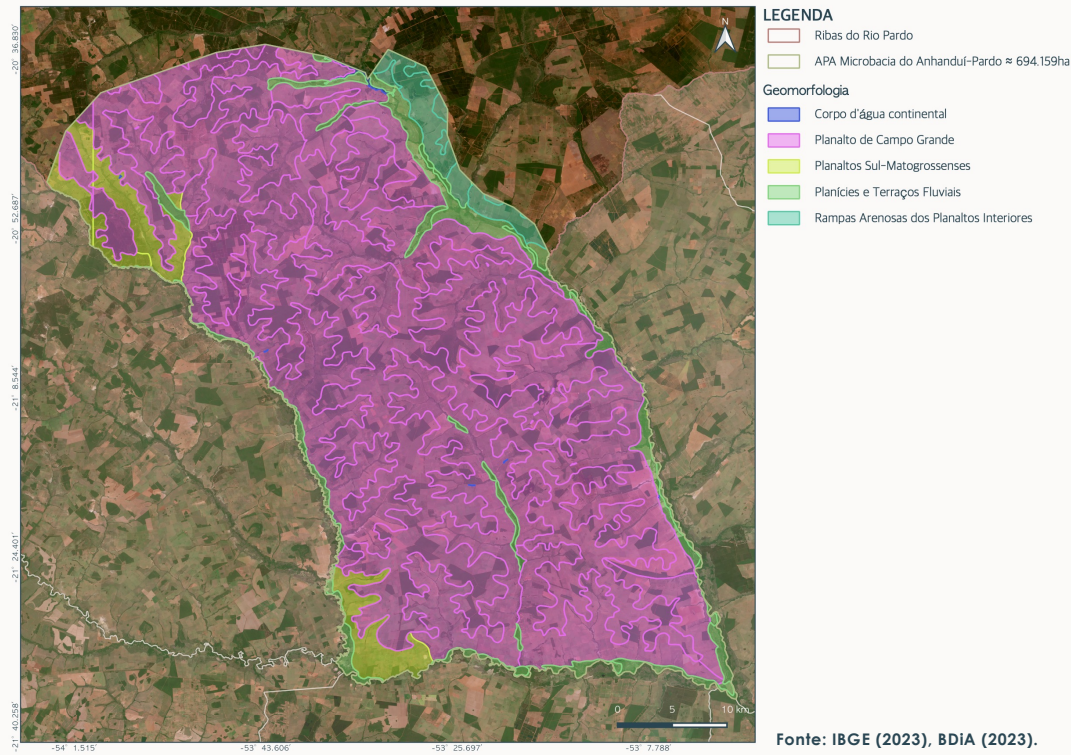 LEGENDA
Ribas do Rio Pardo
APA Microbacia do Anhanduí-Pardo ≈ 694.159ha
Geomorfologia
Corpo d'água continental
Planalto de Campo Grande
Planaltos Sul-Matogrossenses
Planícies e Terraços Fluviais
Rampas Arenosas dos Planaltos Interiores
N
-20° 36.830'
-20° 52.687'
-21° 8.544'
-21° 24.401'
-21° 40.258'
0 5 10 km
-54° 1.515' -53° 43.606' -53° 25.697' -53° 7.788'
Fonte: IBGE (2023), BDiA (2023).